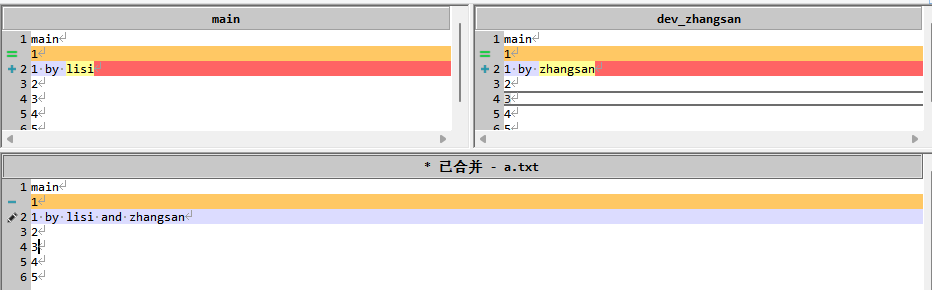 main
1 main
1
2 1 by lisi
3 2
4 3
5 4
6 5
dev_zhangsan
1 main
1
2 1 by zhangsan
3 2
4 3
5 4
6 5
* 已合并 - a.txt
1 main
1
2 1 by lisi and zhangsan
3 2
4 3
5 4
6 5